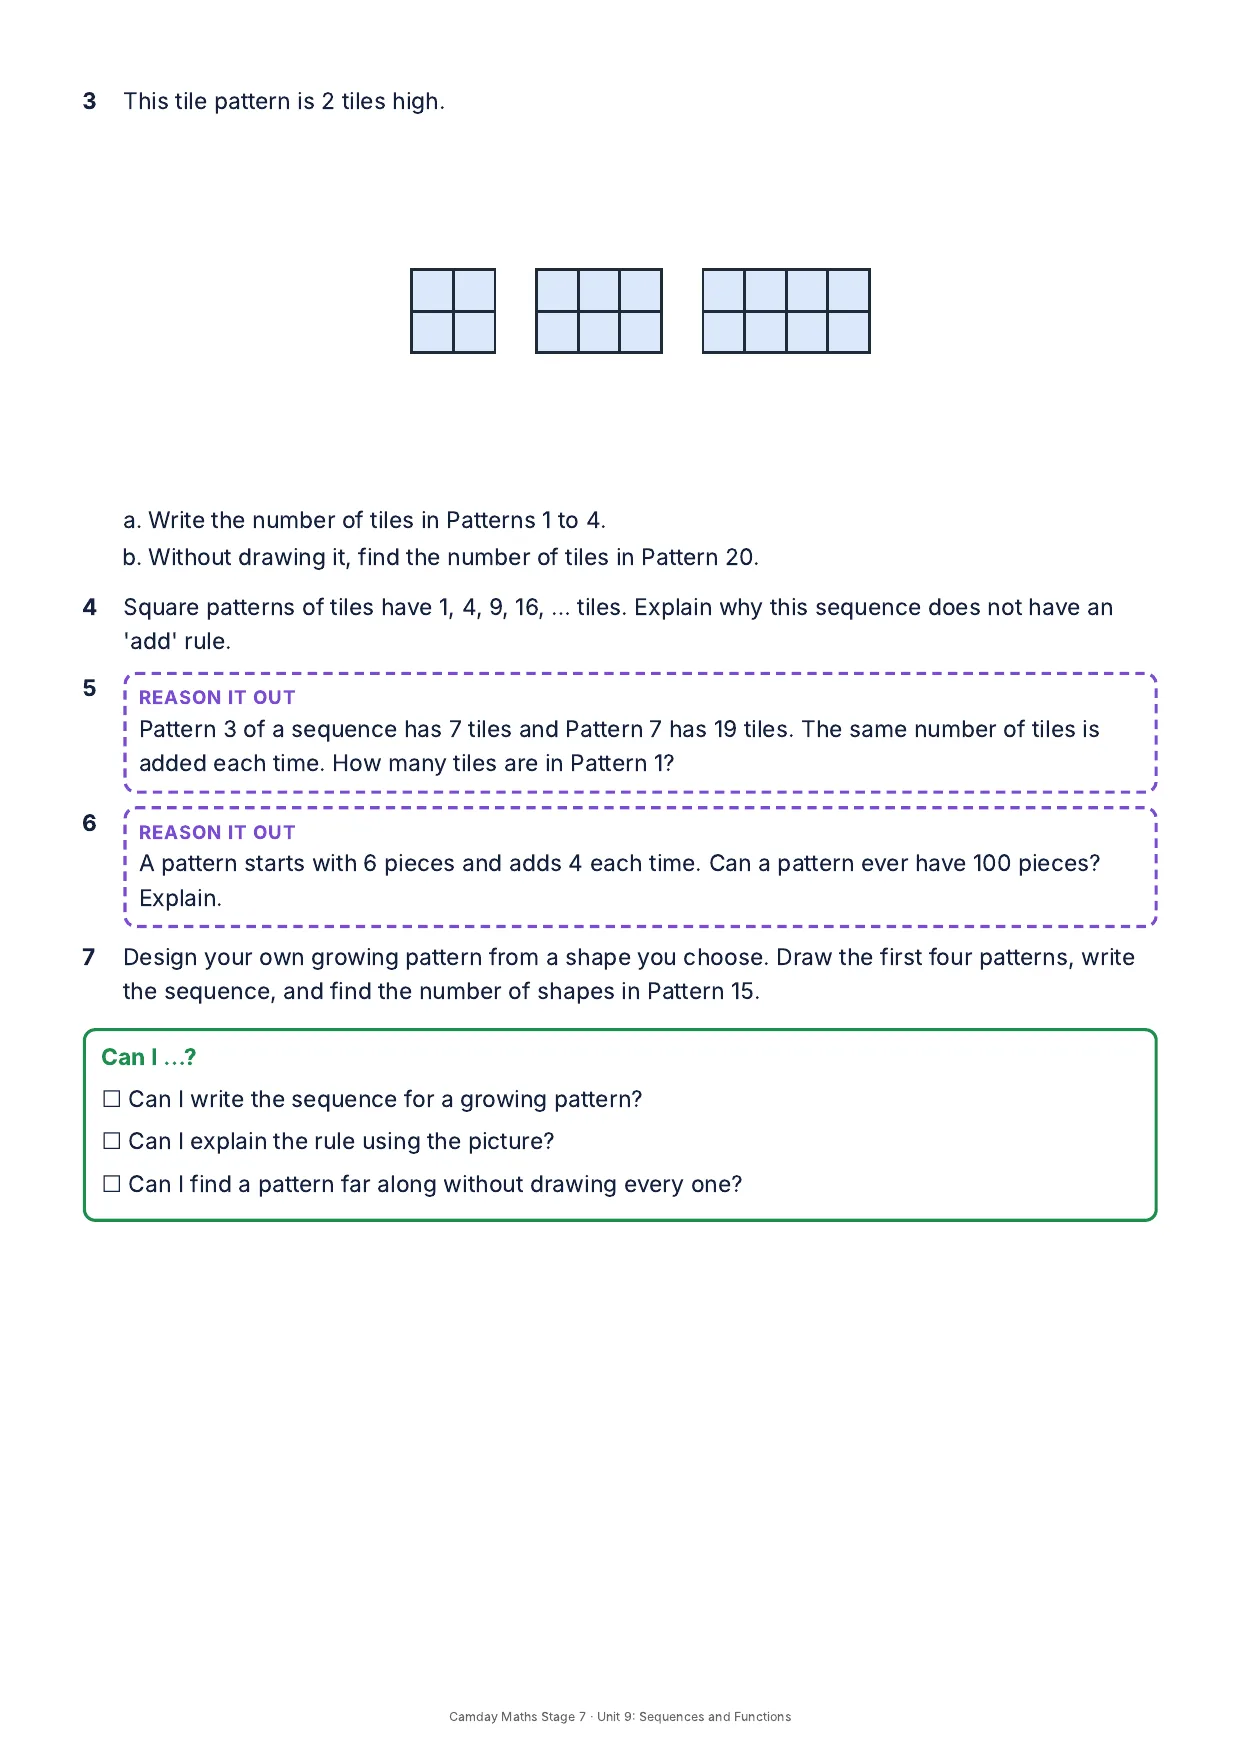 3 This tile pattern is 2 tiles high.
a. Write the number of tiles in Patterns 1 to 4.
b. Without drawing it, find the number of tiles in Pattern 20.
4 Square patterns of tiles have 1, 4, 9, 16, … tiles. Explain why this sequence does not have an
'add' rule.
5 REASON IT OUT
Pattern 3 of a sequence has 7 tiles and Pattern 7 has 19 tiles. The same number of tiles is
added each time. How many tiles are in Pattern 1?
6 REASON IT OUT
A pattern starts with 6 pieces and adds 4 each time. Can a pattern ever have 100 pieces?
Explain.
7 Design your own growing pattern from a shape you choose. Draw the first four patterns, write
the sequence, and find the number of shapes in Pattern 15.
Can I …?
☐ Can I write the sequence for a growing pattern?
☐ Can I explain the rule using the picture?
☐ Can I find a pattern far along without drawing every one?
Camday Maths Stage 7 · Unit 9: Sequences and Functions